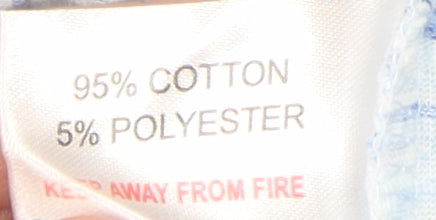 95% COTTON
5% POLYESTER
KEEP AWAY FROM FIRE